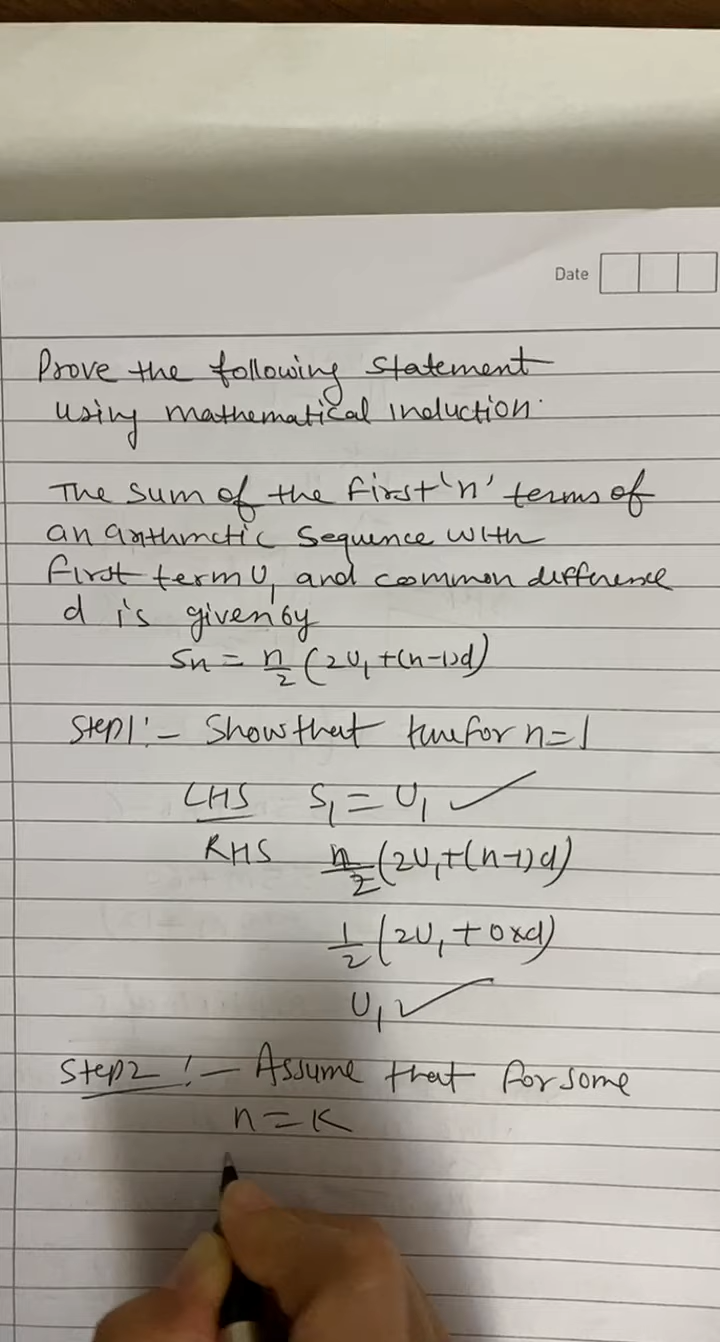 Date
Prove the following statement
using mathematical induction.
The sum of the first 'n' terms of
an arithmetic sequence with
first term U₁ and common difference
d is given by
Sn = n/2 (2U₁ + (n-1)d)
Step1:- Show that true for n=1
LHS S₁ = U₁ ✓
RHS n/2 (2U₁+(n-1)d)
1/2 (2U₁ + 0xd)
U₁ ✓
Step2 :- Assume that for some
n = K